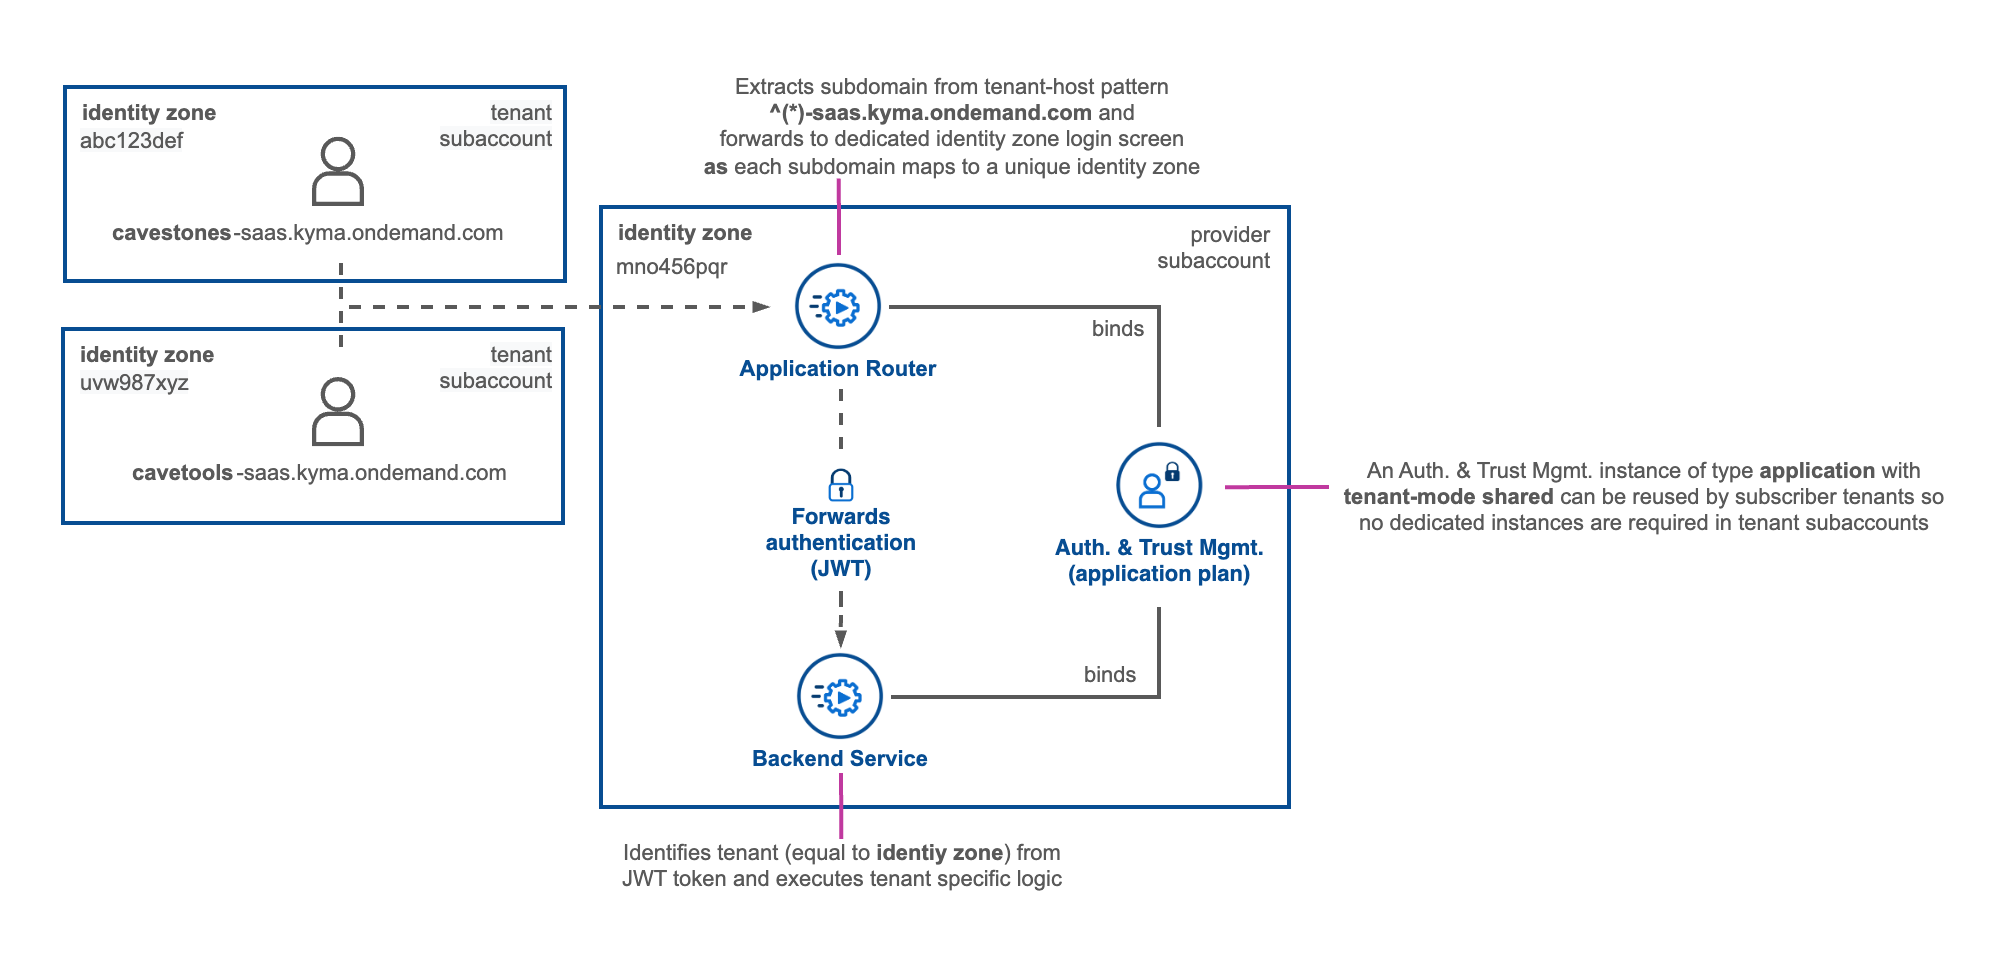 Extracts subdomain from tenant-host pattern
^(*)-saas.kyma.ondemand.com and
forwards to dedicated identity zone login screen
as each subdomain maps to a unique identity zone
identity zone
abc123def
tenant
subaccount
cavestones-saas.kyma.ondemand.com
identity zone
uvw987xyz
tenant
subaccount
cavetools-saas.kyma.ondemand.com
identity zone
mno456pqr
provider
subaccount
Application Router
binds
Forwards
authentication
(JWT)
Auth. & Trust Mgmt.
(application plan)
binds
Backend Service
An Auth. & Trust Mgmt. instance of type application with
tenant-mode shared can be reused by subscriber tenants so
no dedicated instances are required in tenant subaccounts
Identifies tenant (equal to identiy zone) from
JWT token and executes tenant specific logic